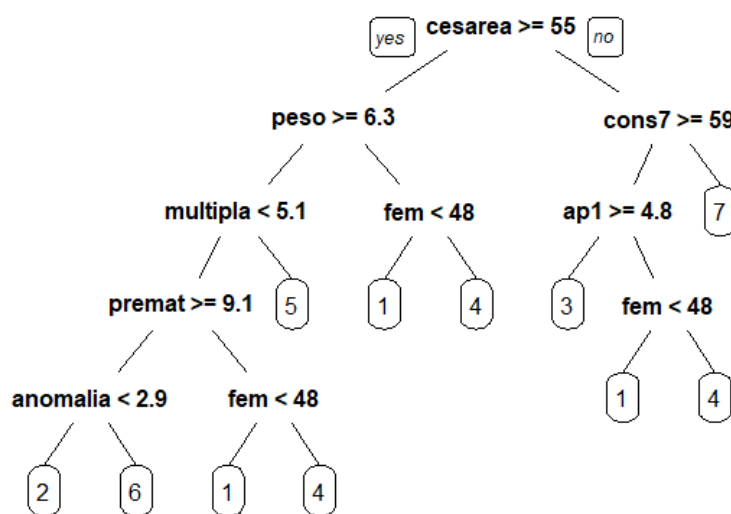 yes cesarea >= 55 no
peso >= 6.3 cons7 >= 59
multipla < 5.1 fem < 48 ap1 >= 4.8 7
premat >= 9.1 5 1 4 3 fem < 48
anomalia < 2.9 fem < 48 1 4
2 6 1 4